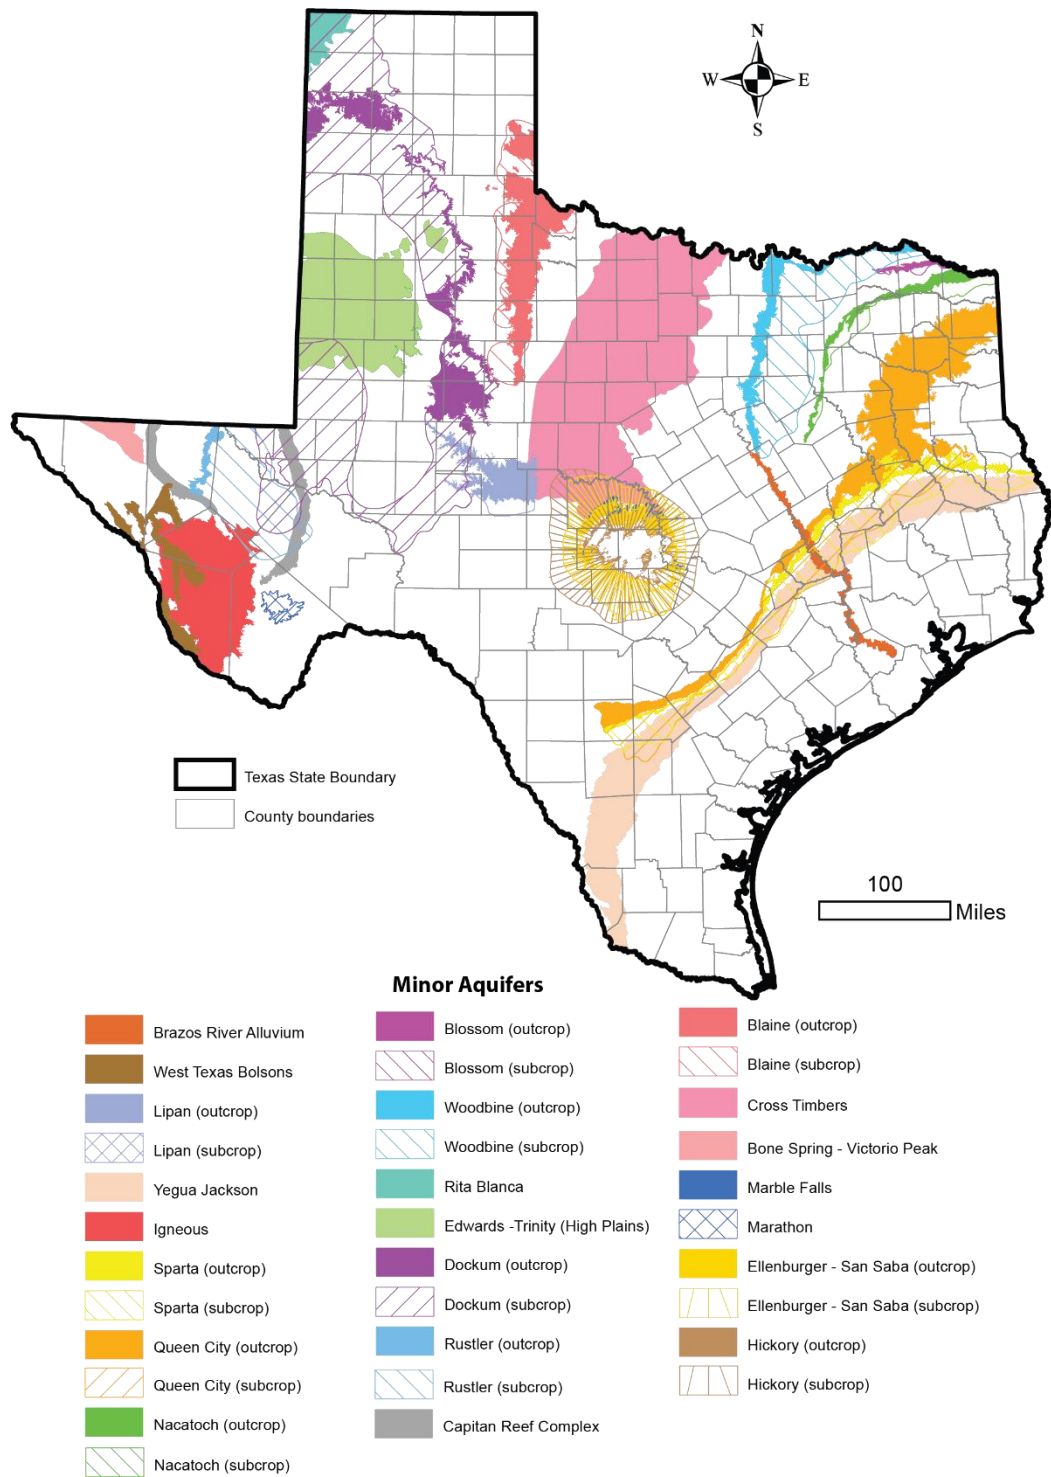 N
W E
S
Texas State Boundary
County boundaries
100
Miles
Minor Aquifers
Brazos River Alluvium
West Texas Bolsons
Lipan (outcrop)
Lipan (subcrop)
Yegua Jackson
Igneous
Sparta (outcrop)
Sparta (subcrop)
Queen City (outcrop)
Queen City (subcrop)
Nacatoch (outcrop)
Nacatoch (subcrop)
Blossom (outcrop)
Blossom (subcrop)
Woodbine (outcrop)
Woodbine (subcrop)
Rita Blanca
Edwards -Trinity (High Plains)
Dockum (outcrop)
Dockum (subcrop)
Rustler (outcrop)
Rustler (subcrop)
Capitan Reef Complex
Blaine (outcrop)
Blaine (subcrop)
Cross Timbers
Bone Spring - Victorio Peak
Marble Falls
Marathon
Ellenburger - San Saba (outcrop)
Ellenburger - San Saba (subcrop)
Hickory (outcrop)
Hickory (subcrop)